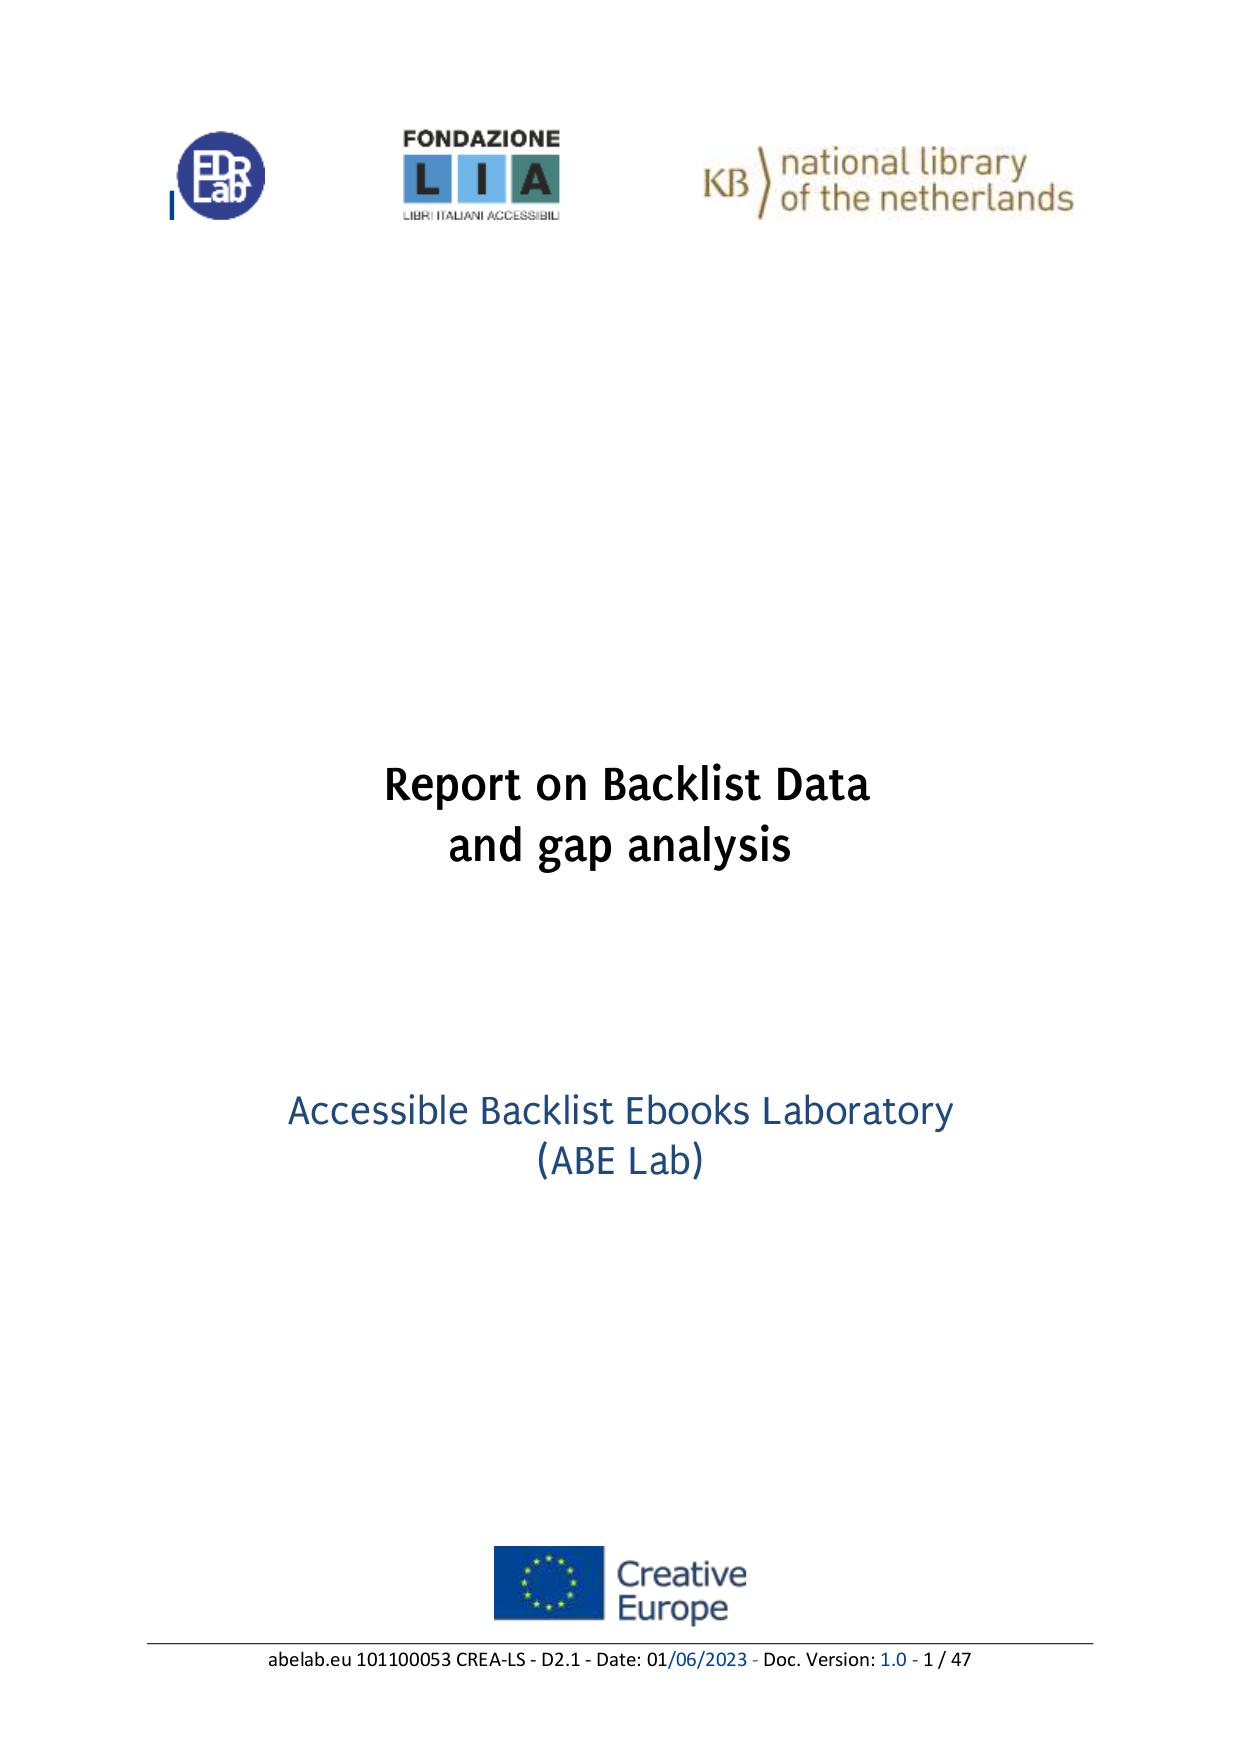 EDR
Lab
FONDAZIONE
LIA
LIBRI ITALIANI ACCESSIBILI
KB national library
of the netherlands
Report on Backlist Data
and gap analysis
Accessible Backlist Ebooks Laboratory
(ABE Lab)
Creative
Europe
abelab.eu 101100053 CREA-LS - D2.1 - Date: 01/06/2023 - Doc. Version: 1.0 - 1 / 47